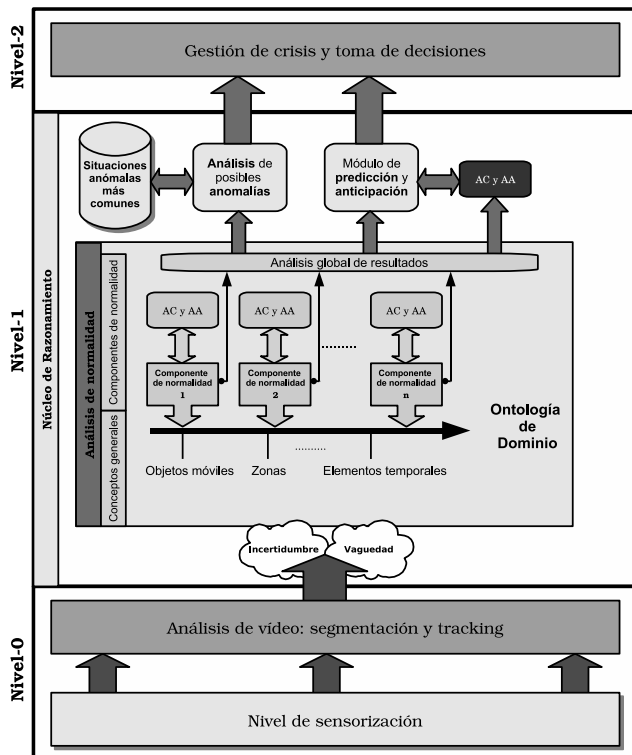 Nivel-2
Gestión de crisis y toma de decisiones
Nivel-1
Núcleo de Razonamiento
Situaciones
anómalas
más
comunes
Análisis de
posibles
anomalías
Módulo de
predicción y
anticipación
AC y AA
Análisis de normalidad
Componentes de normalidad
Conceptos generales
Análisis global de resultados
AC y AA
AC y AA
AC y AA
..........
Componente
de normalidad
1
Componente
de normalidad
2
Componente
de normalidad
n
Ontología
de
Dominio
Objetos móviles
Zonas
..........
Elementos temporales
Incertidumbre
Vaguedad
Nivel-0
Análisis de vídeo: segmentación y tracking
Nivel de sensorización